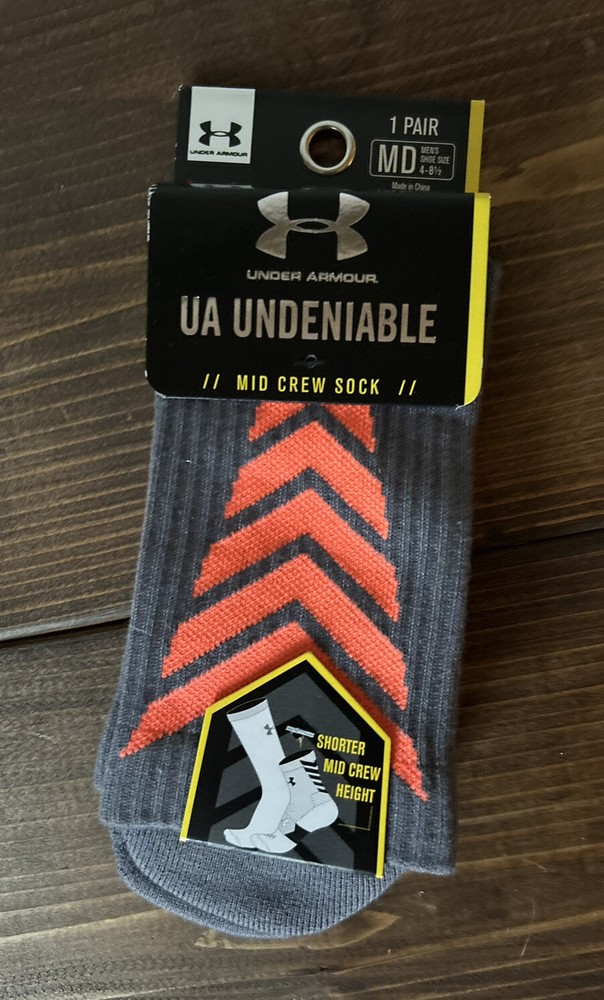 UNDER ARMOUR
1 PAIR
MD
MEN'S
SHOE SIZE
4-8½
Made in China
UNDER ARMOUR.
UA UNDENIABLE
// MID CREW SOCK //
SHORTER
MID CREW
HEIGHT